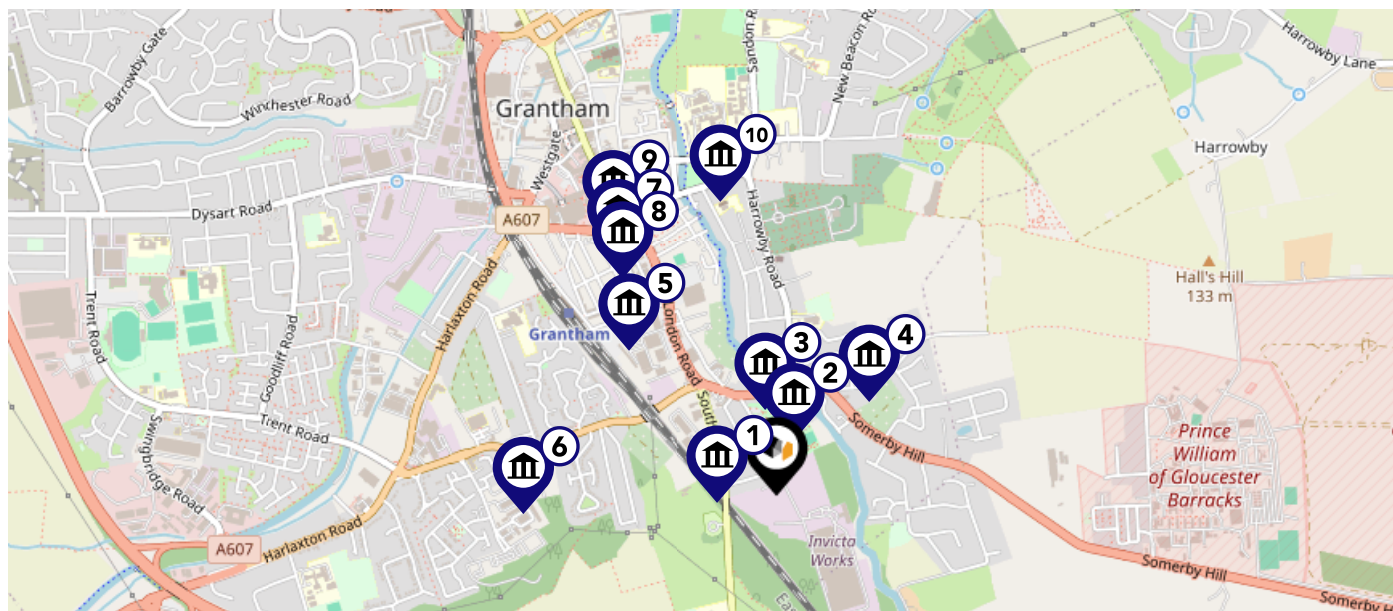 Barrowby Gate
Winchester Road
Grantham
Westgate
Sandon Road
New Beacon
Harrowby Lane
Harrowby
10
9
7
8
Dysart Road
A607
Harrowby Road
Hall's Hill
133 m
5
Trent Road
Goodliff Road
Harlaxton Road
Grantham
London Road
3
4
2
Trent Road
Swingbridge Road
6
South
1
Somerby Hill
Prince
William
of Gloucester
Barracks
Invicta
Works
A607
Harlaxton Road
Somerby Hill
Somerby